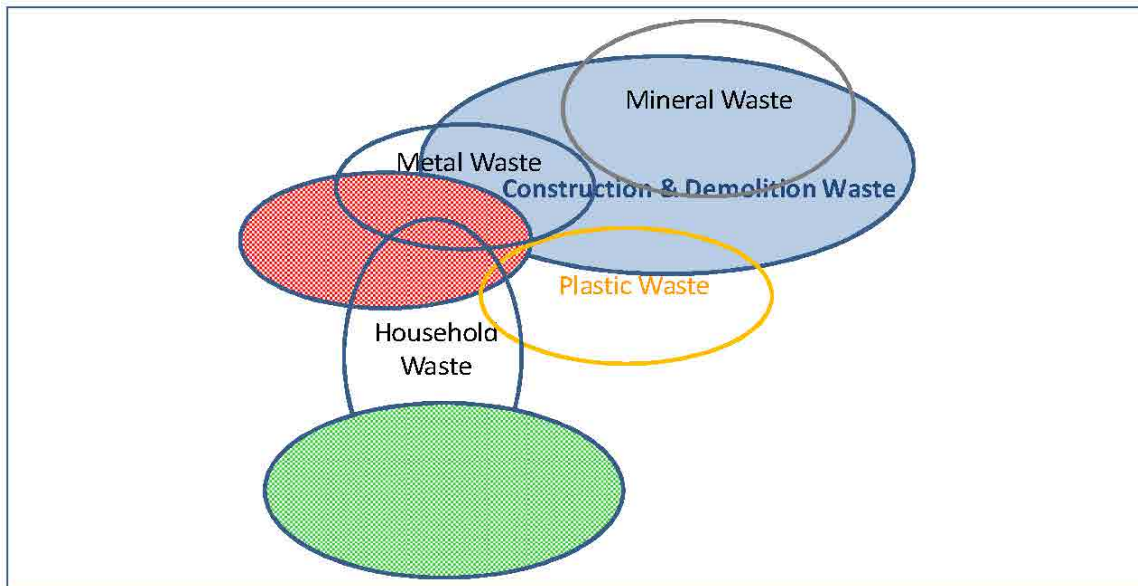 Mineral Waste
Metal Waste
Construction & Demolition Waste
Plastic Waste
Household
Waste